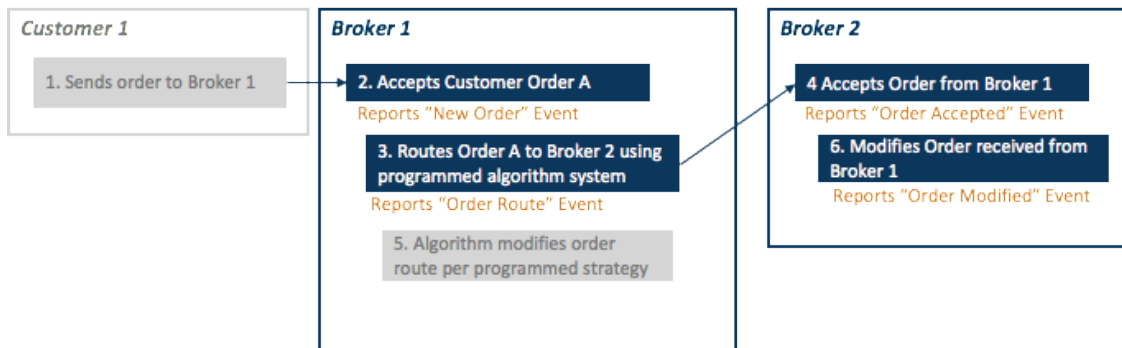 Customer 1
1. Sends order to Broker 1
Broker 1
2. Accepts Customer Order A
Reports "New Order" Event
3. Routes Order A to Broker 2 using
programmed algorithm system
Reports "Order Route" Event
5. Algorithm modifies order
route per programmed strategy
Broker 2
4 Accepts Order from Broker 1
Reports "Order Accepted" Event
6. Modifies Order received from
Broker 1
Reports "Order Modified" Event